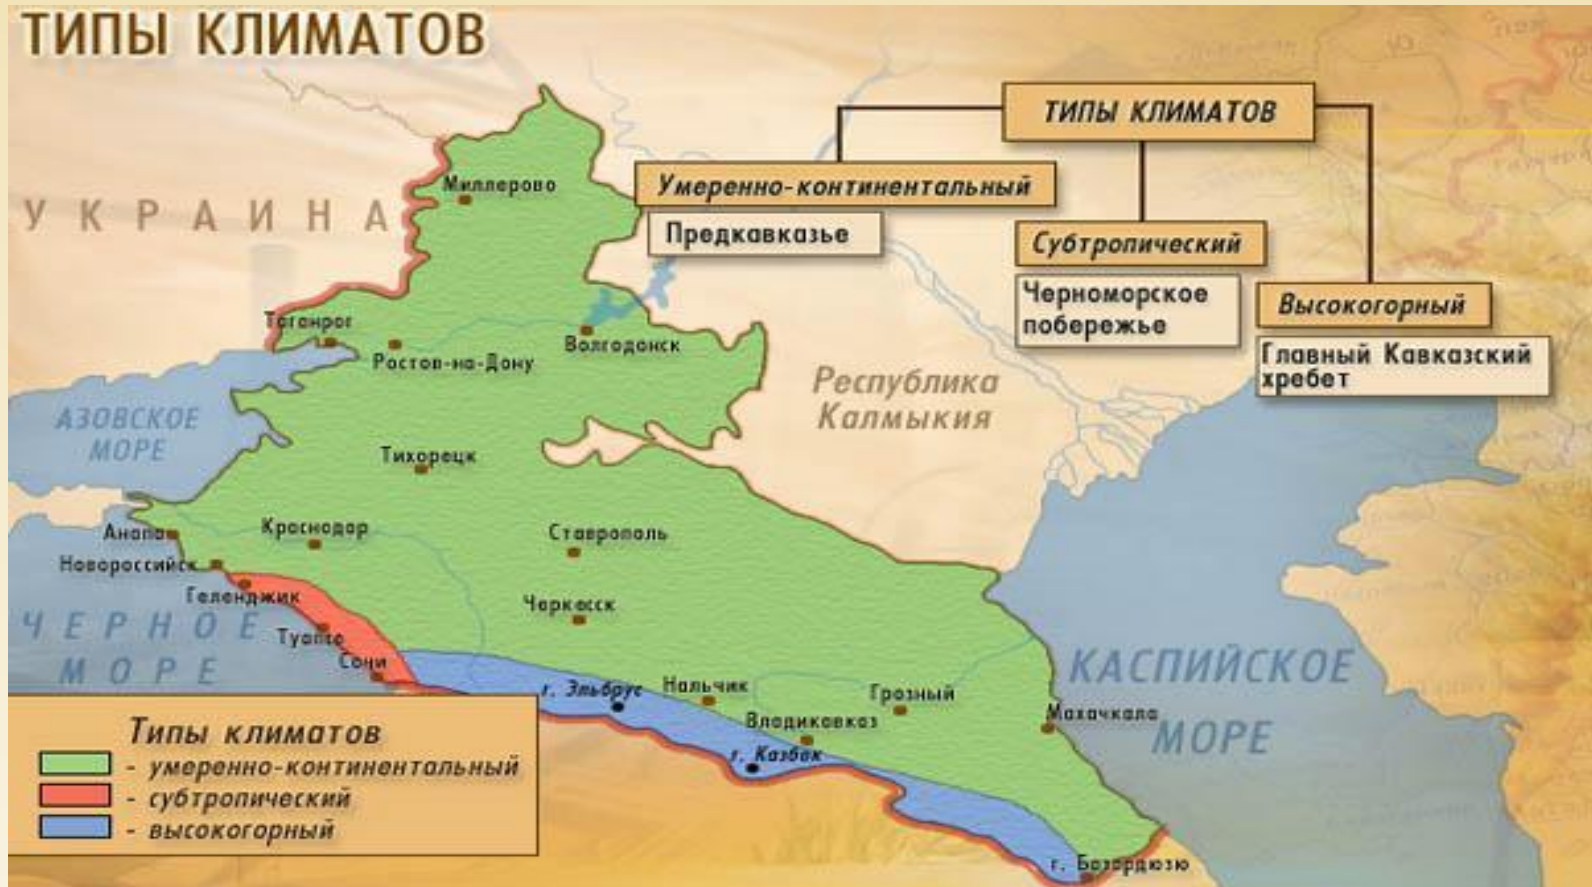 ТИПЫ КЛИМАТОВ
ТИПЫ КЛИМАТОВ
Умеренно-континентальный
Предкавказье
Субтропический
Черноморское
побережье
Высокогорный
Главный Кавказский
хребет
УКРАИНА
Миллерово
Таганрог
Ростов-на-Дону
Волгодонск
Республика
Калмыкия
АЗОВСКОЕ
МОРЕ
Тихорецк
Анапа
Краснодар
Ставрополь
Новороссийск
Геленджик
Черкесск
ЧЕРНОЕ
МОРЕ
Туапсе
Сочи
г. Эльбрус
Нальчик
Грозный
Владикавказ
г. Казбек
Махачкала
КАСПИЙСКОЕ
МОРЕ
г. Базардюзю
Типы климатов
- умеренно-континентальный
- субтропический
- высокогорный